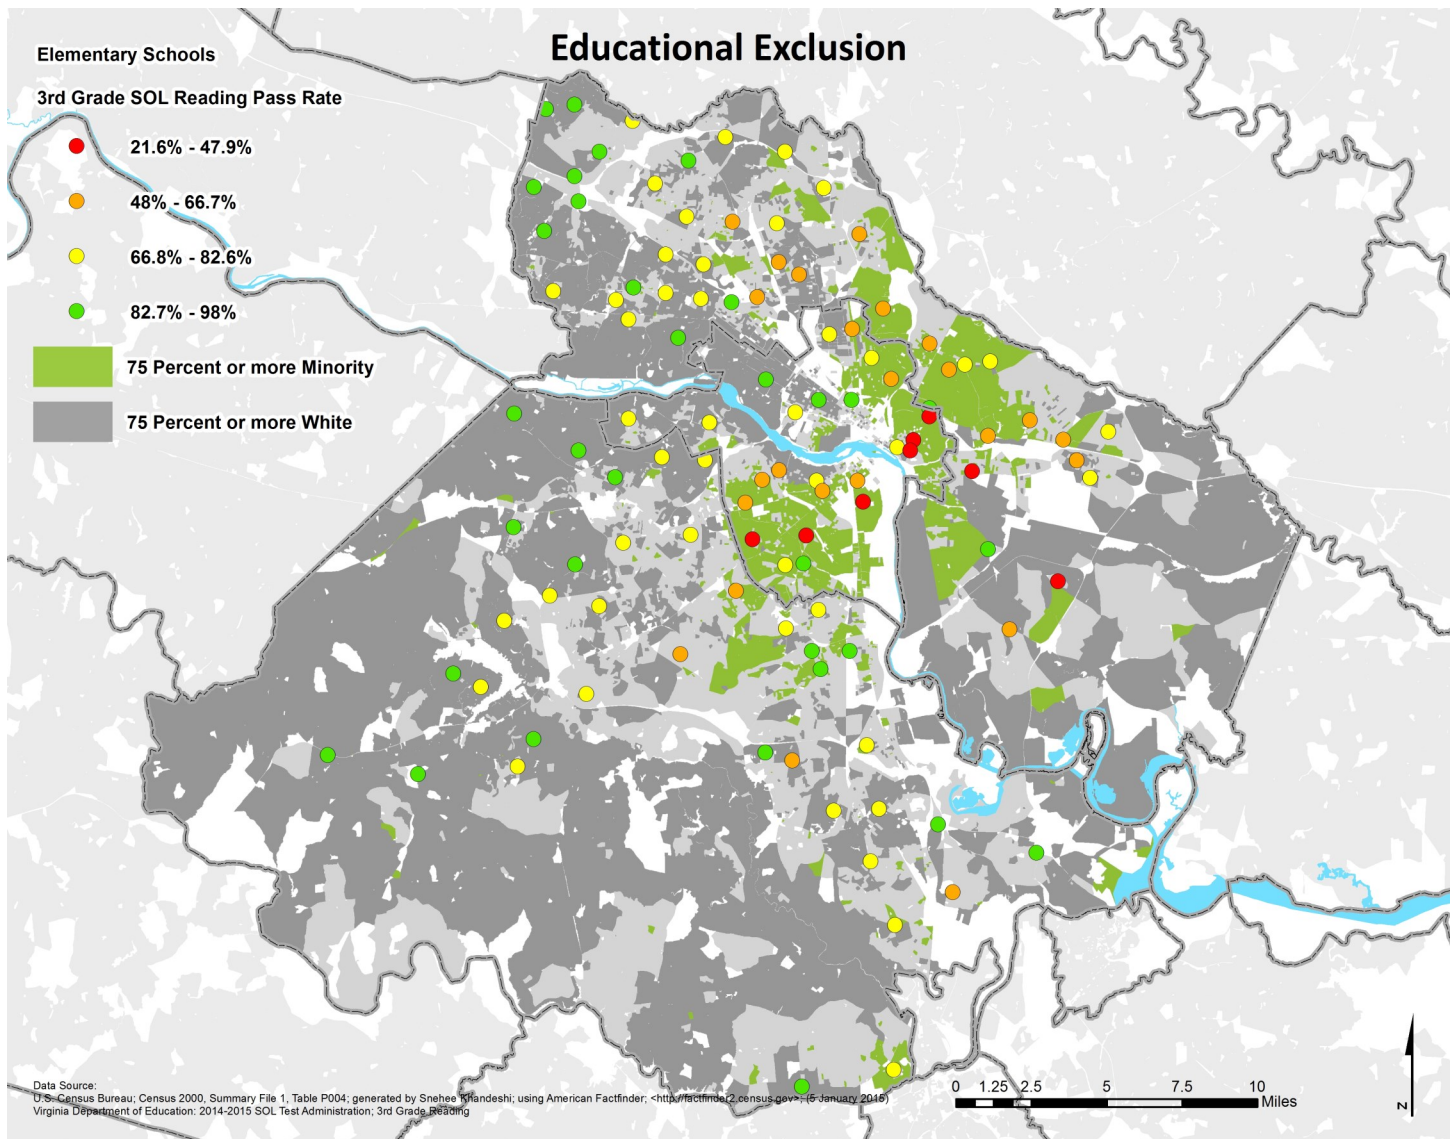 Educational Exclusion
Elementary Schools
3rd Grade SOL Reading Pass Rate
21.6% - 47.9%
48% - 66.7%
66.8% - 82.6%
82.7% - 98%
75 Percent or more Minority
75 Percent or more White
Data Source:
U.S. Census Bureau; Census 2000, Summary File 1, Table P004; generated by Snehee Khandeshi; using American Factfinder; <http://factfinder2.census.gov>; (5 January 2015)
Virginia Department of Education: 2014-2015 SOL Test Administration; 3rd Grade Reading
0 1.25 2.5 5 7.5 10
Miles
N